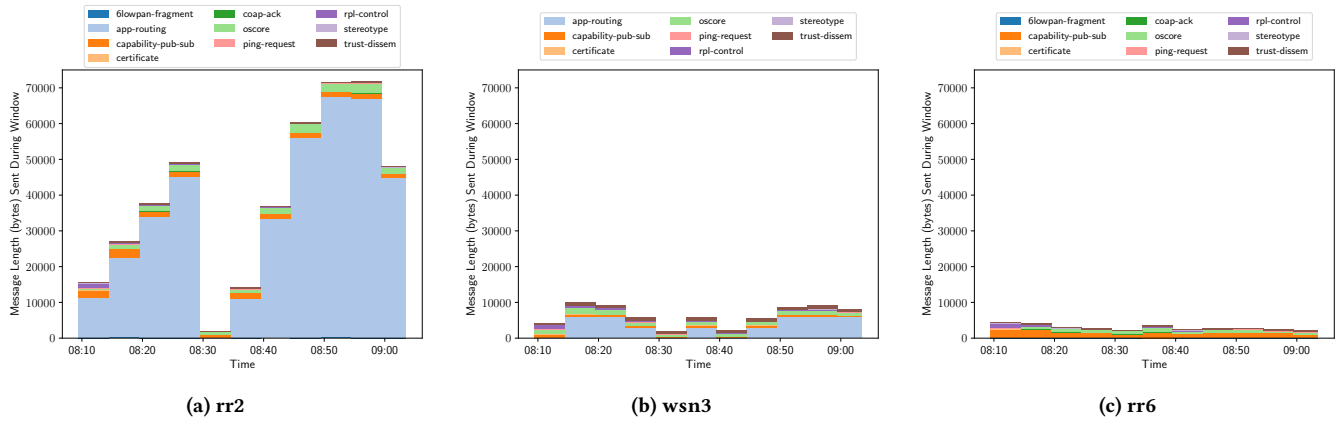 6lowpan-fragment coap-ack rpl-control
app-routing oscore stereotype
capability-pub-sub ping-request trust-dissem
certificate
Message Length (bytes) Sent During Window
70000
60000
50000
40000
30000
20000
10000
0
08:10 08:20 08:30 08:40 08:50 09:00
Time
(a) rr2
app-routing oscore stereotype
capability-pub-sub ping-request trust-dissem
certificate rpl-control
Message Length (bytes) Sent During Window
70000
60000
50000
40000
30000
20000
10000
0
08:10 08:20 08:30 08:40 08:50 09:00
Time
(b) wsn3
6lowpan-fragment coap-ack rpl-control
capability-pub-sub oscore stereotype
certificate ping-request trust-dissem
Message Length (bytes) Sent During Window
70000
60000
50000
40000
30000
20000
10000
0
08:10 08:20 08:30 08:40 08:50 09:00
Time
(c) rr6